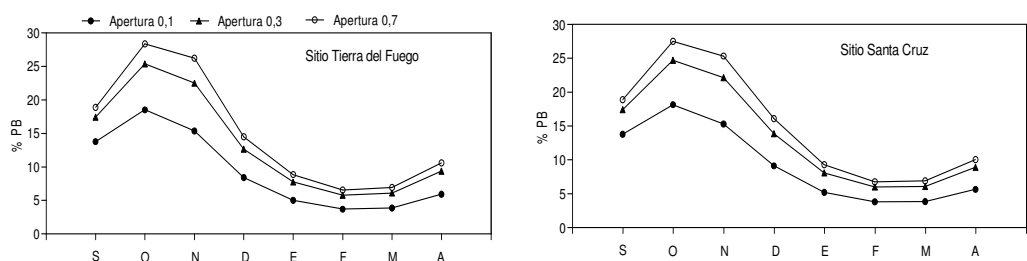 Apertura 0,1 Apertura 0,3 Apertura 0,7
Sitio Tierra del Fuego
% PB
30
25
20
15
10
5
0
S O N D E F M A
Sitio Santa Cruz
% PB
30
25
20
15
10
5
0
S O N D E F M A